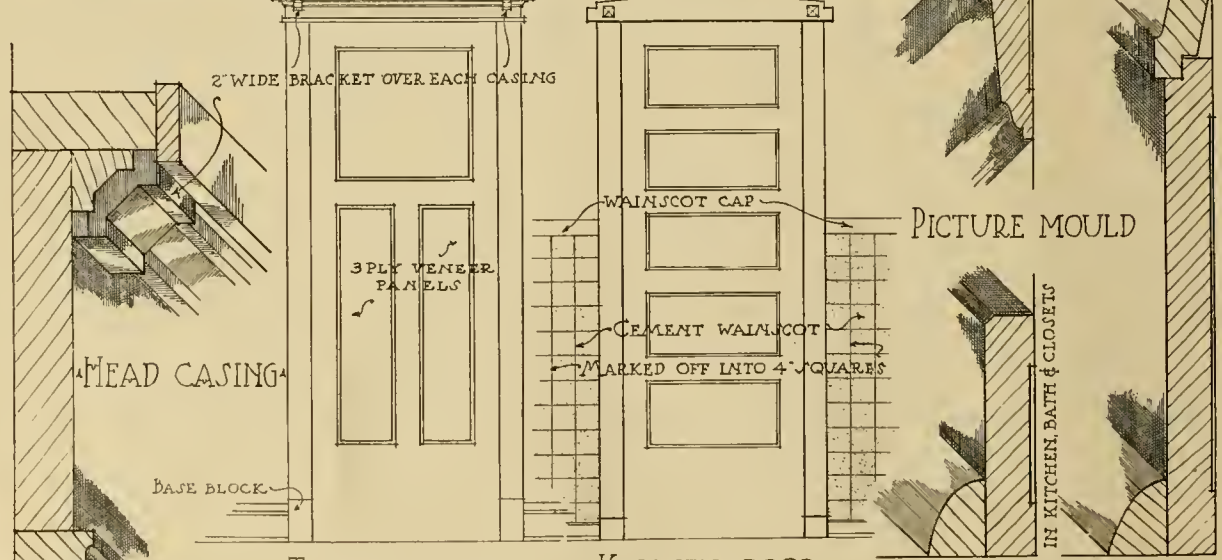 2" WIDE BRACKET OVER EACH CASING
WAINSCOT CAP
PICTURE MOULD
3 PLY VENEER
PANELS
CEMENT WAINSCOT
MARKED OFF INTO 4" SQUARES
HEAD CASING
IN KITCHEN, BATH & CLOSETS
BASE BLOCK